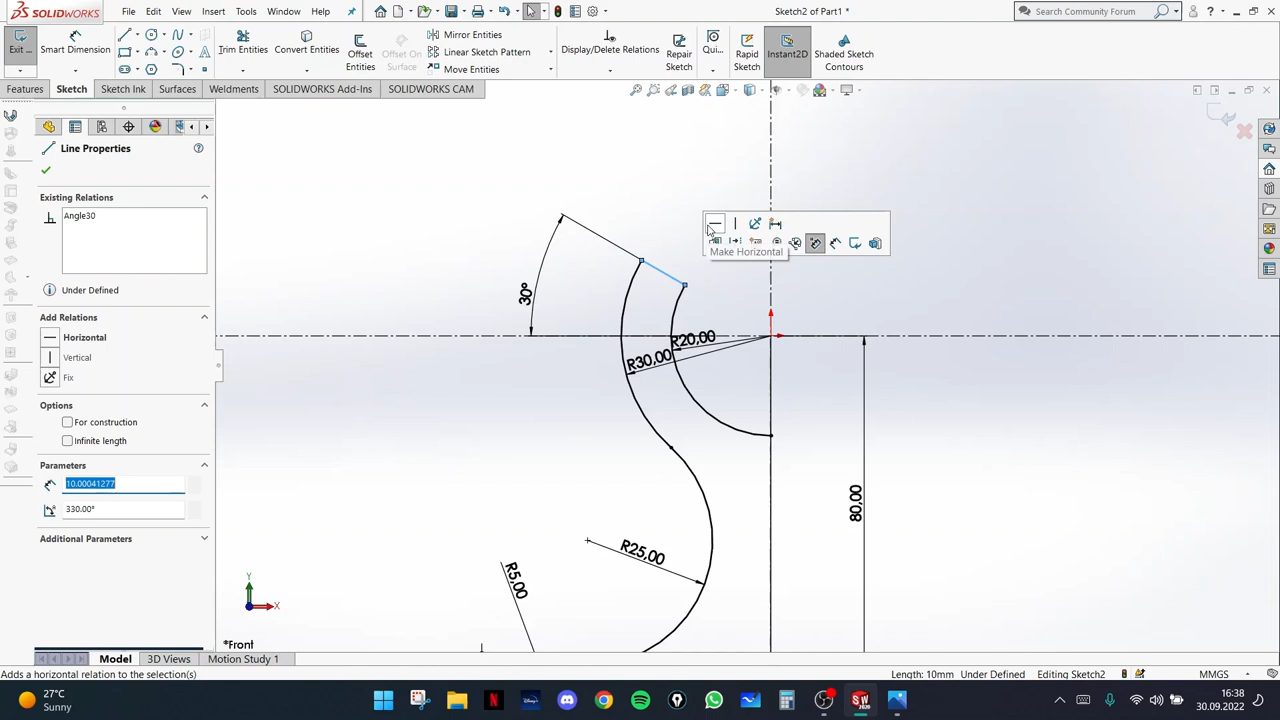 SOLIDWORKS File Edit View Insert Tools Window Help Sketch2 of Part1 * Search Community Forum
Exit ... Smart Dimension Trim Entities Convert Entities Offset Entities Offset On Surface Mirror Entities Linear Sketch Pattern Move Entities Display/Delete Relations Repair Sketch Qui... Rapid Sketch Instant2D Shaded Sketch Contours
Features Sketch Sketch Ink Surfaces Weldments SOLIDWORKS Add-Ins SOLIDWORKS CAM
Line Properties
Existing Relations
Angle30
Under Defined
Add Relations
Horizontal
Vertical
Fix
Options
For construction
Infinite length
Parameters
10.00041277
330.00°
Additional Parameters
Make Horizontal
30°
R20,00
R30,00
80,00
R25,00
R5,00
Y
X
*Front
Model 3D Views Motion Study 1
Adds a horizontal relation to the selection(s) Length: 10mm Under Defined Editing Sketch2 MMGS
27°C
Sunny
16:38
30.09.2022